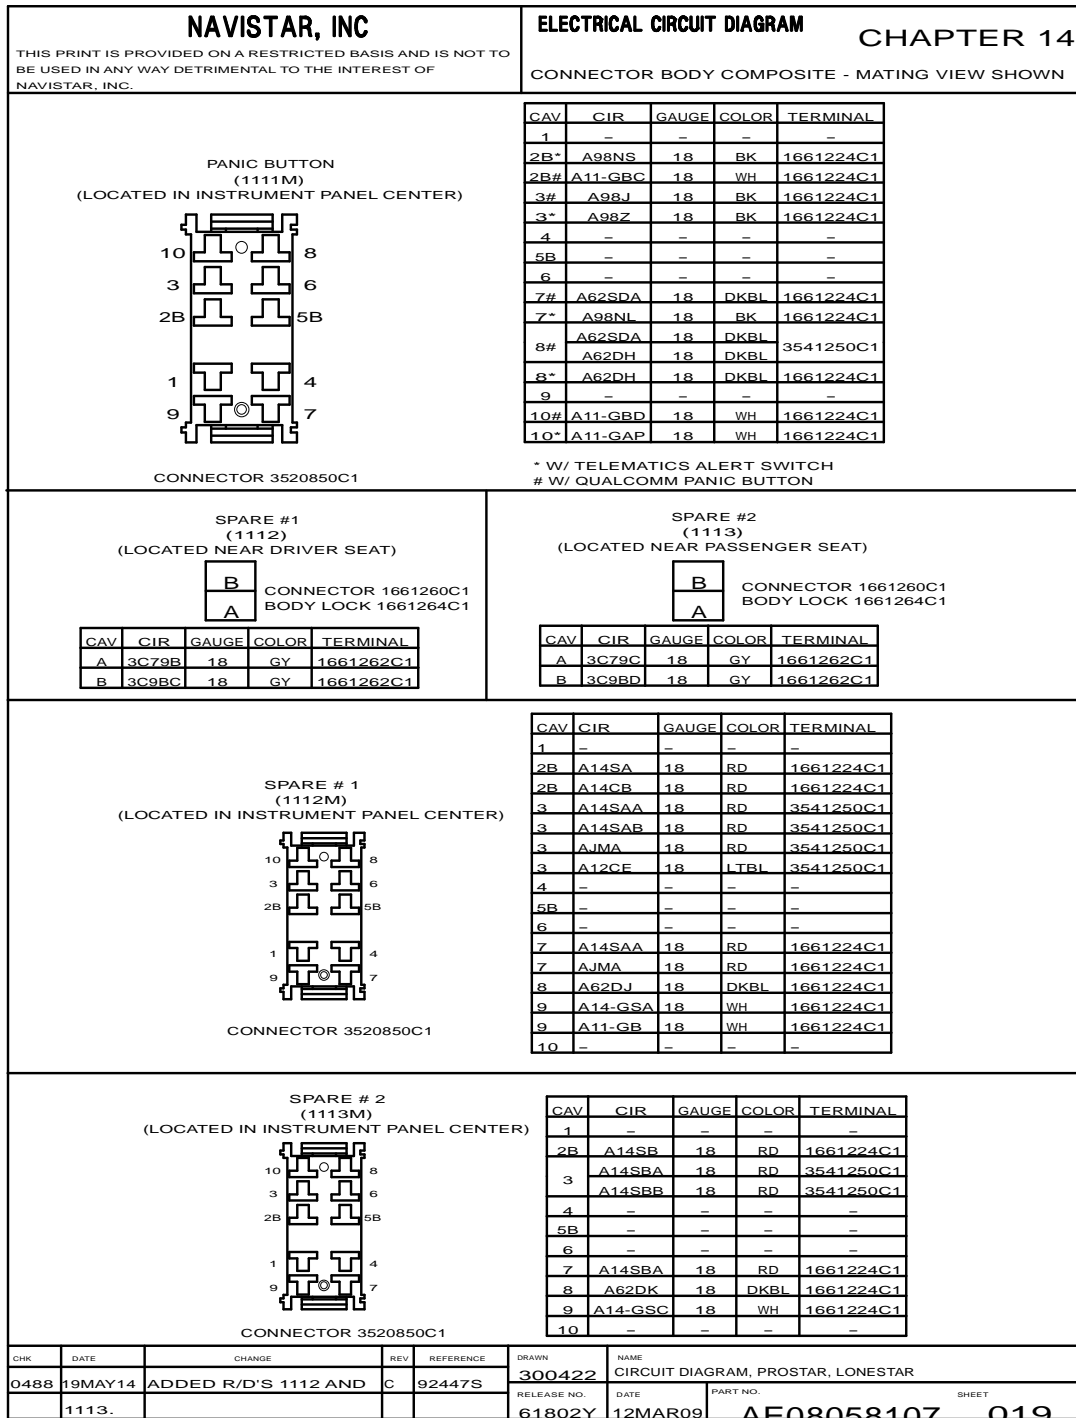 NAVISTAR, INC
THIS PRINT IS PROVIDED ON A RESTRICTED BASIS AND IS NOT TO
BE USED IN ANY WAY DETRIMENTAL TO THE INTEREST OF
NAVISTAR, INC.
ELECTRICAL CIRCUIT DIAGRAM
CHAPTER 14
CONNECTOR BODY COMPOSITE - MATING VIEW SHOWN
PANIC BUTTON
(1111M)
(LOCATED IN INSTRUMENT PANEL CENTER)
10 8
3 6
2B 5B
1 4
9 7
CONNECTOR 3520850C1
CAV CIR GAUGE COLOR TERMINAL
1 – – – –
2B* A98NS 18 BK 1661224C1
2B# A11-GBC 18 WH 1661224C1
3# A98J 18 BK 1661224C1
3* A98Z 18 BK 1661224C1
4 – – – –
5B – – – –
6 – – – –
7# A62SDA 18 DKBL 1661224C1
7* A98NL 18 BK 1661224C1
8# A62SDA 18 DKBL 3541250C1
A62DH 18 DKBL
8* A62DH 18 DKBL 1661224C1
9 – – – –
10# A11-GBD 18 WH 1661224C1
10* A11-GAP 18 WH 1661224C1
* W/ TELEMATICS ALERT SWITCH
# W/ QUALCOMM PANIC BUTTON
SPARE #1
(1112)
(LOCATED NEAR DRIVER SEAT)
B
A
CONNECTOR 1661260C1
BODY LOCK 1661264C1
CAV CIR GAUGE COLOR TERMINAL
A 3C79B 18 GY 1661262C1
B 3C9BC 18 GY 1661262C1
SPARE #2
(1113)
(LOCATED NEAR PASSENGER SEAT)
B
A
CONNECTOR 1661260C1
BODY LOCK 1661264C1
CAV CIR GAUGE COLOR TERMINAL
A 3C79C 18 GY 1661262C1
B 3C9BD 18 GY 1661262C1
SPARE # 1
(1112M)
(LOCATED IN INSTRUMENT PANEL CENTER)
10 8
3 6
2B 5B
1 4
9 7
CONNECTOR 3520850C1
CAV CIR GAUGE COLOR TERMINAL
1 – – – –
2B A14SA 18 RD 1661224C1
2B A14CB 18 RD 1661224C1
3 A14SAA 18 RD 3541250C1
3 A14SAB 18 RD 3541250C1
3 AJMA 18 RD 3541250C1
3 A12CE 18 LTBL 3541250C1
4 – – – –
5B – – – –
6 – – – –
7 A14SAA 18 RD 1661224C1
7 AJMA 18 RD 1661224C1
8 A62DJ 18 DKBL 1661224C1
9 A14-GSA 18 WH 1661224C1
9 A11-GB 18 WH 1661224C1
10 – – – –
SPARE # 2
(1113M)
(LOCATED IN INSTRUMENT PANEL CENTER)
10 8
3 6
2B 5B
1 4
9 7
CONNECTOR 3520850C1
CAV CIR GAUGE COLOR TERMINAL
1 – – – –
2B A14SB 18 RD 1661224C1
3 A14SBA 18 RD 3541250C1
A14SBB 18 RD 3541250C1
4 – – – –
5B – – – –
6 – – – –
7 A14SBA 18 RD 1661224C1
8 A62DK 18 DKBL 1661224C1
9 A14-GSC 18 WH 1661224C1
10 – – – –
CHK DATE CHANGE REV REFERENCE
0488 19MAY14 ADDED R/D'S 1112 AND C 92447S
1113.
DRAWN
300422
NAME
CIRCUIT DIAGRAM, PROSTAR, LONESTAR
RELEASE NO.
61802Y
DATE
12MAR09
PART NO.
AE08058107
SHEET
019